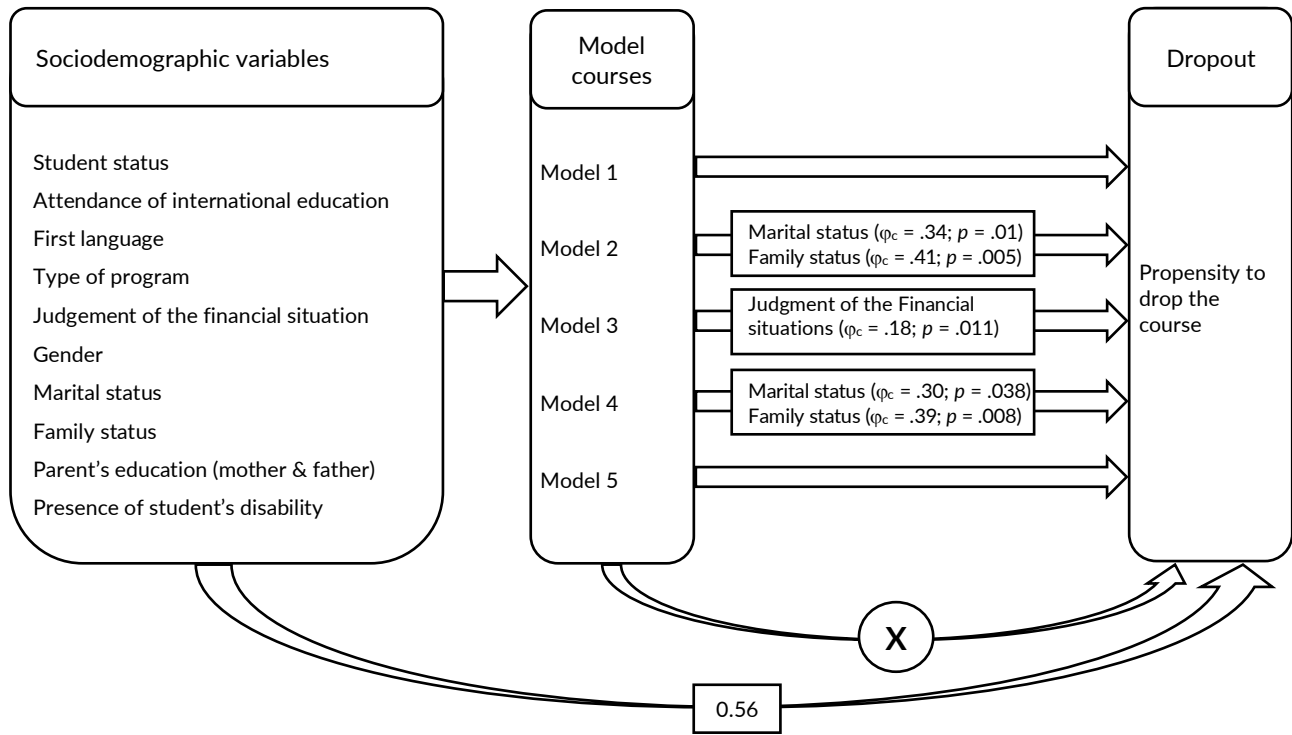 Sociodemographic variables
Student status
Attendance of international education
First language
Type of program
Judgement of the financial situation
Gender
Marital status
Family status
Parent’s education (mother & father)
Presence of student’s disability
Model
courses
Model 1
Model 2
Model 3
Model 4
Model 5
Marital status (φc = .34; p = .01)
Family status (φc = .41; p = .005)
Judgment of the Financial
situations (φc = .18; p = .011)
Marital status (φc = .30; p = .038)
Family status (φc = .39; p = .008)
Dropout
Propensity to
drop the
course
X
0.56